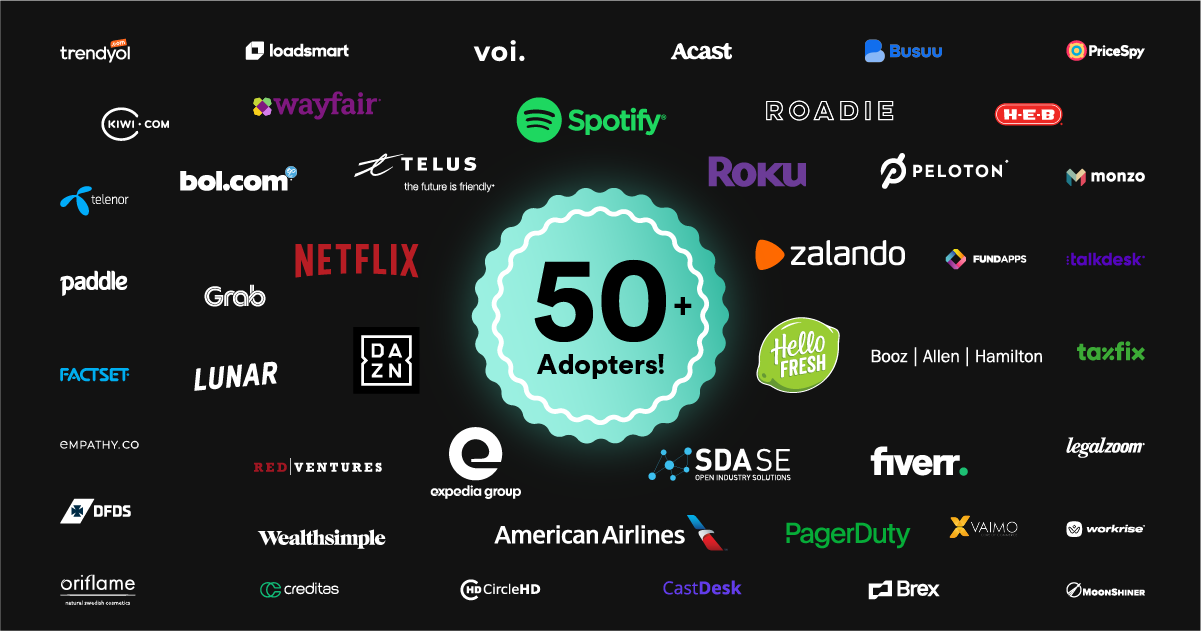 trendyol
.com
loadsmart
voi.
Acast
Busuu
PriceSpy
KIWI·COM
wayfair
Spotify®
ROADIE
H-E-B
telenor
bol.com
TELUS
the future is friendly®
ROKU
PELOTON
monzo
NETFLIX
zalando
FUNDAPPS
:talkdesk
paddle
Grab
50+
Adopters!
Hello
FRESH
Booz | Allen | Hamilton
taxfix
FACTSET
LUNAR
DA
ZN
EMPATHY.CO
RED|VENTURES
e
expedia group
SDA SE
OPEN INDUSTRY SOLUTIONS
fiverr.
legalzoom
DFDS
Wealthsimple
American Airlines
PagerDuty
VAIMO
workrise
oriflame
natural swedish cosmetics
creditas
HD CircleHD
CastDesk
Brex
MOONSHINER